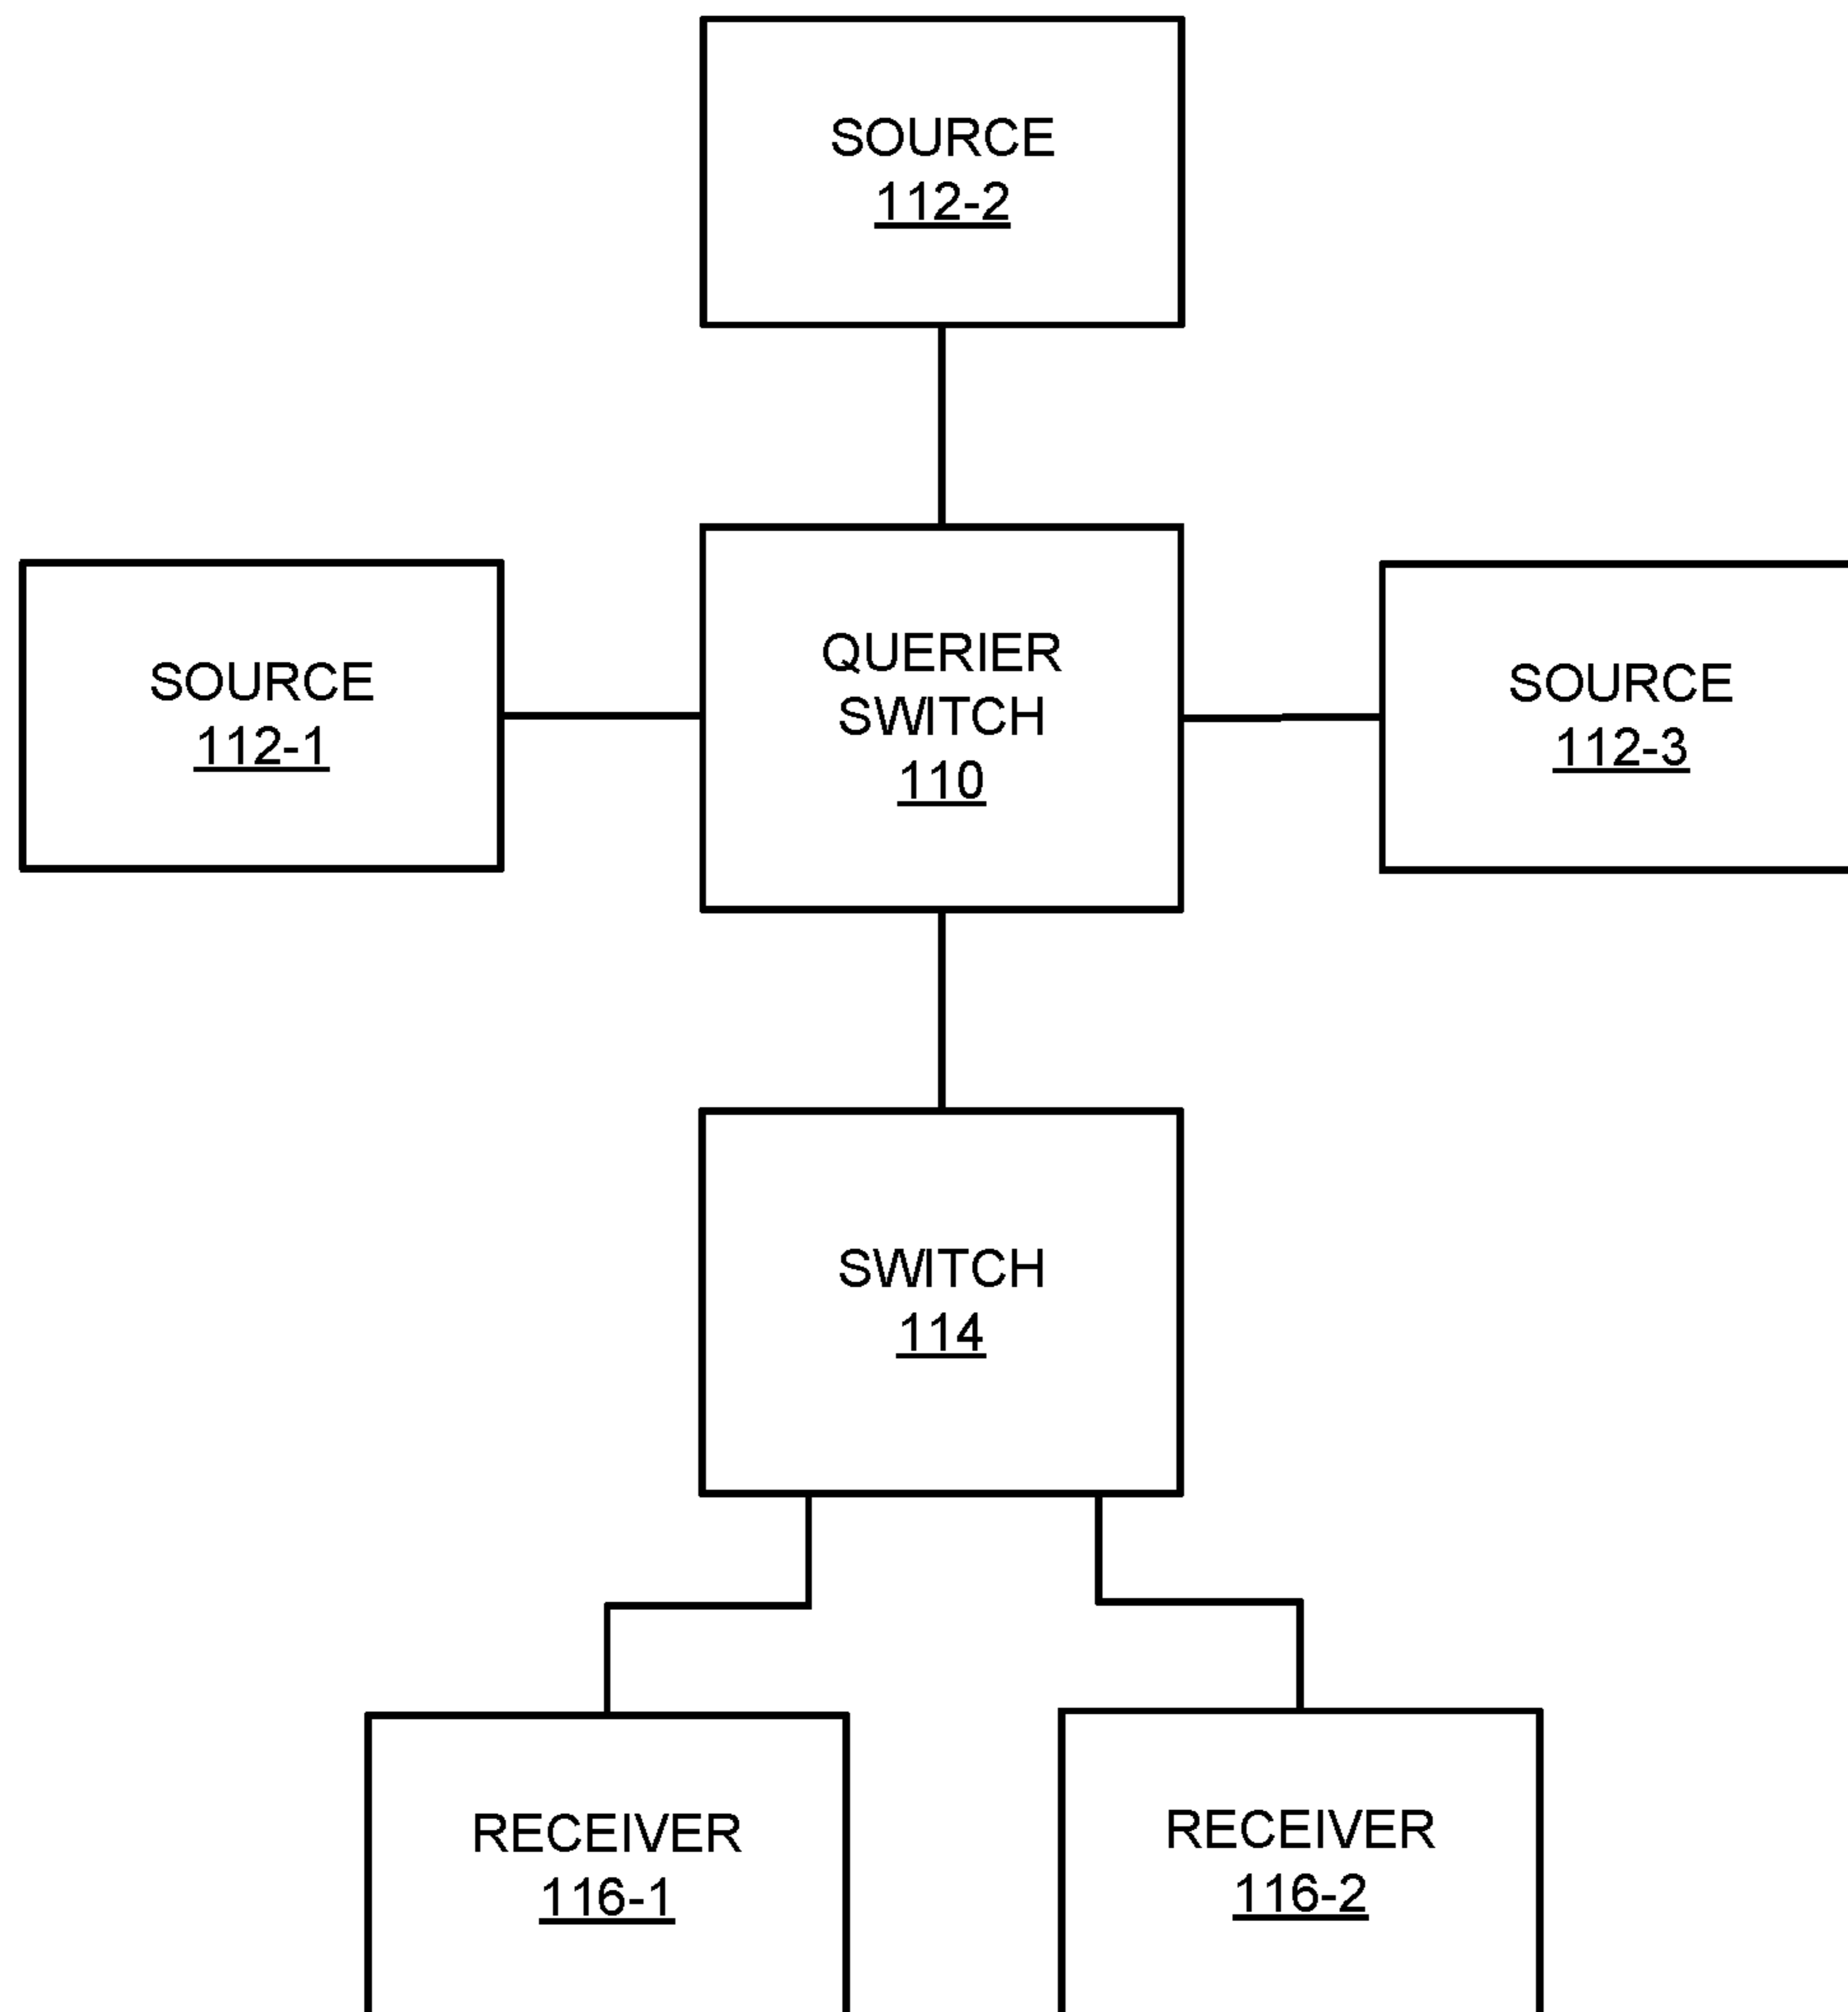 SOURCE
112-2
SOURCE
112-1
QUERIER
SWITCH
110
SOURCE
112-3
SWITCH
114
RECEIVER
116-1
RECEIVER
116-2